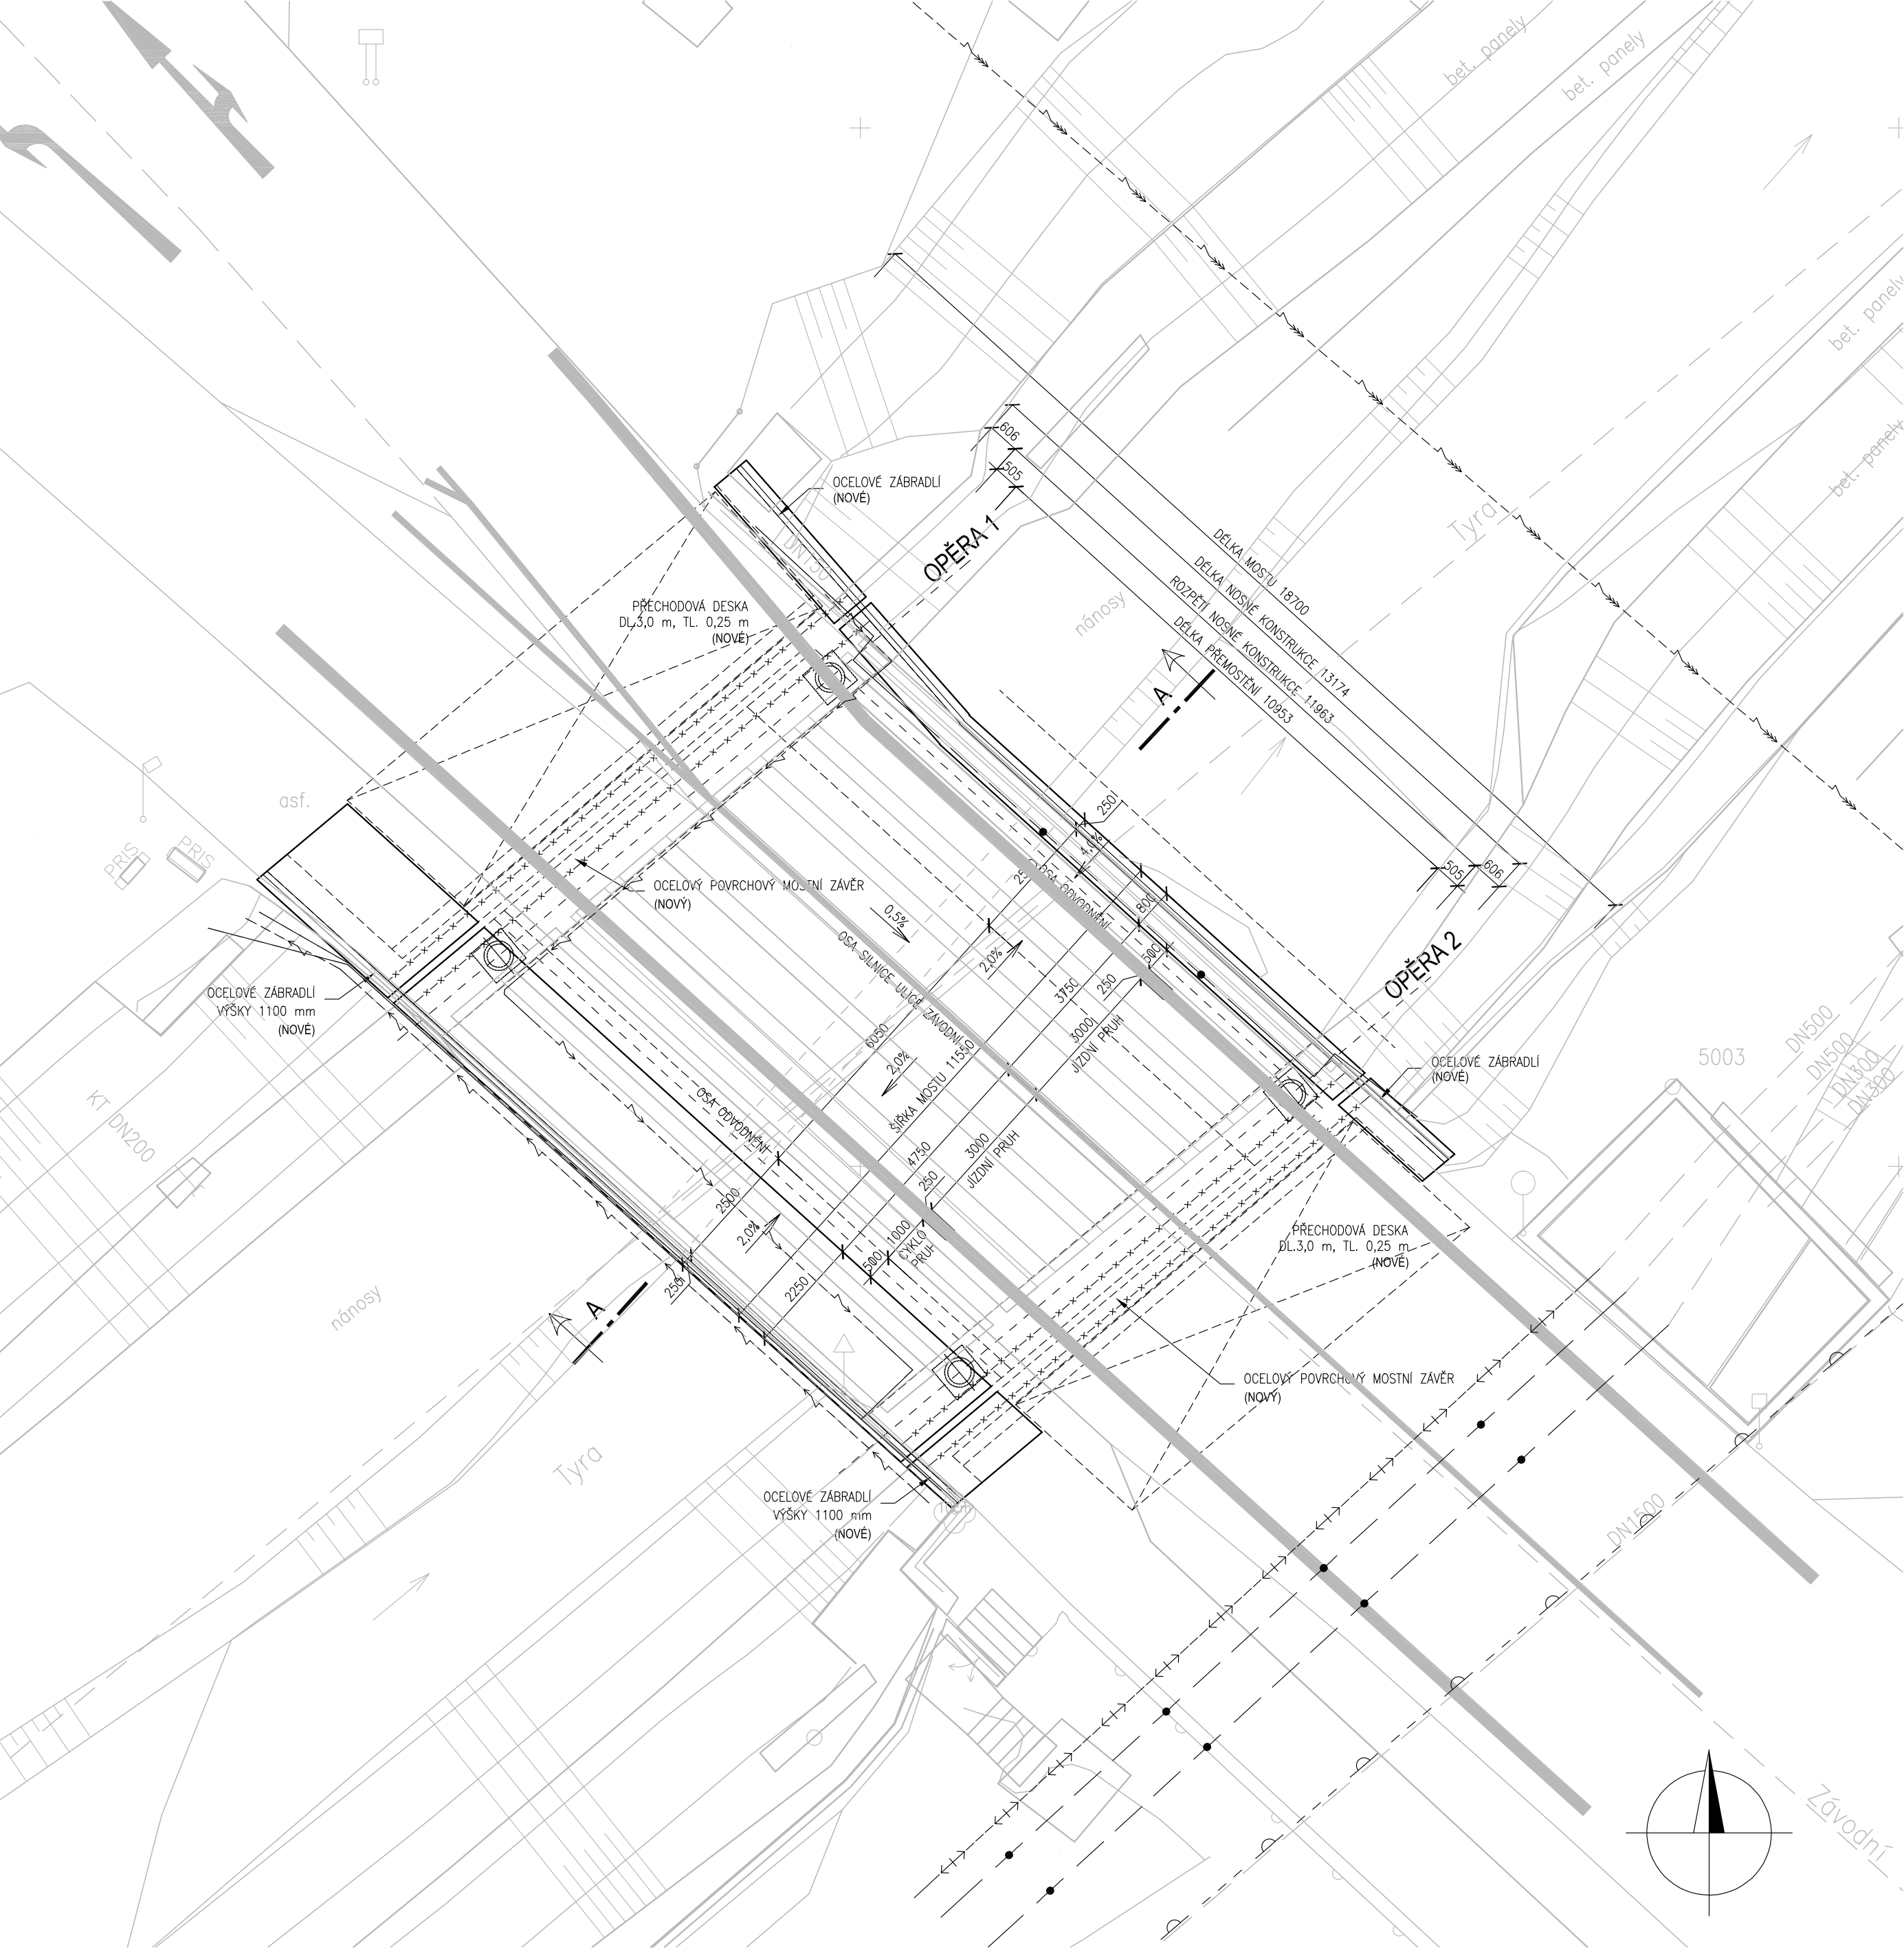 bet. panely
bet. panely
bet. panely
bet. panely
OCELOVÉ ZÁBRADLÍ
(NOVÉ)
606
505
OPĚRA 1
Tyra
DÉLKA MOSTU 18700
DÉLKA NOSNÉ KONSTRUKCE 13174
ROZPĚTÍ NOSNÉ KONSTRUKCE 11963
DÉLKA PŘEMOSTĚNÍ 10953
nánosy
PŘECHODOVÁ DESKA
DL.3,0 m, TL. 0,25 m
(NOVÉ)
A
asf.
PRIS
PRIS
250
4,0%
OCELOVÝ POVRCHOVÝ MOSTNÍ ZÁVĚR
(NOVÝ)
0,5%
OSA ODVODNĚNÍ
800
505
606
OSA SILNICE ULICE ZÁVODNÍ
2,0%
500
OPĚRA 2
OCELOVÉ ZÁBRADLÍ
VÝŠKY 1100 mm
(NOVÉ)
3750
250
6050
3000
JÍZDNÍ PRUH
2,0%
ŠÍŘKA MOSTU 11550
OCELOVÉ ZÁBRADLÍ
(NOVÉ)
5003
DN500
DN500
DN300
DN300
KT DN200
OSA ODVODNĚNÍ
4750
3000
JÍZDNÍ PRUH
250
2500
2,0%
1000
500
CYKLO
PRUH
2250
250
PŘECHODOVÁ DESKA
DL.3,0 m, TL. 0,25 m
(NOVÉ)
nánosy
A
OCELOVÝ POVRCHOVÝ MOSTNÍ ZÁVĚR
(NOVÝ)
Tyra
OCELOVÉ ZÁBRADLÍ
VÝŠKY 1100 mm
(NOVÉ)
DN1500
Závodní